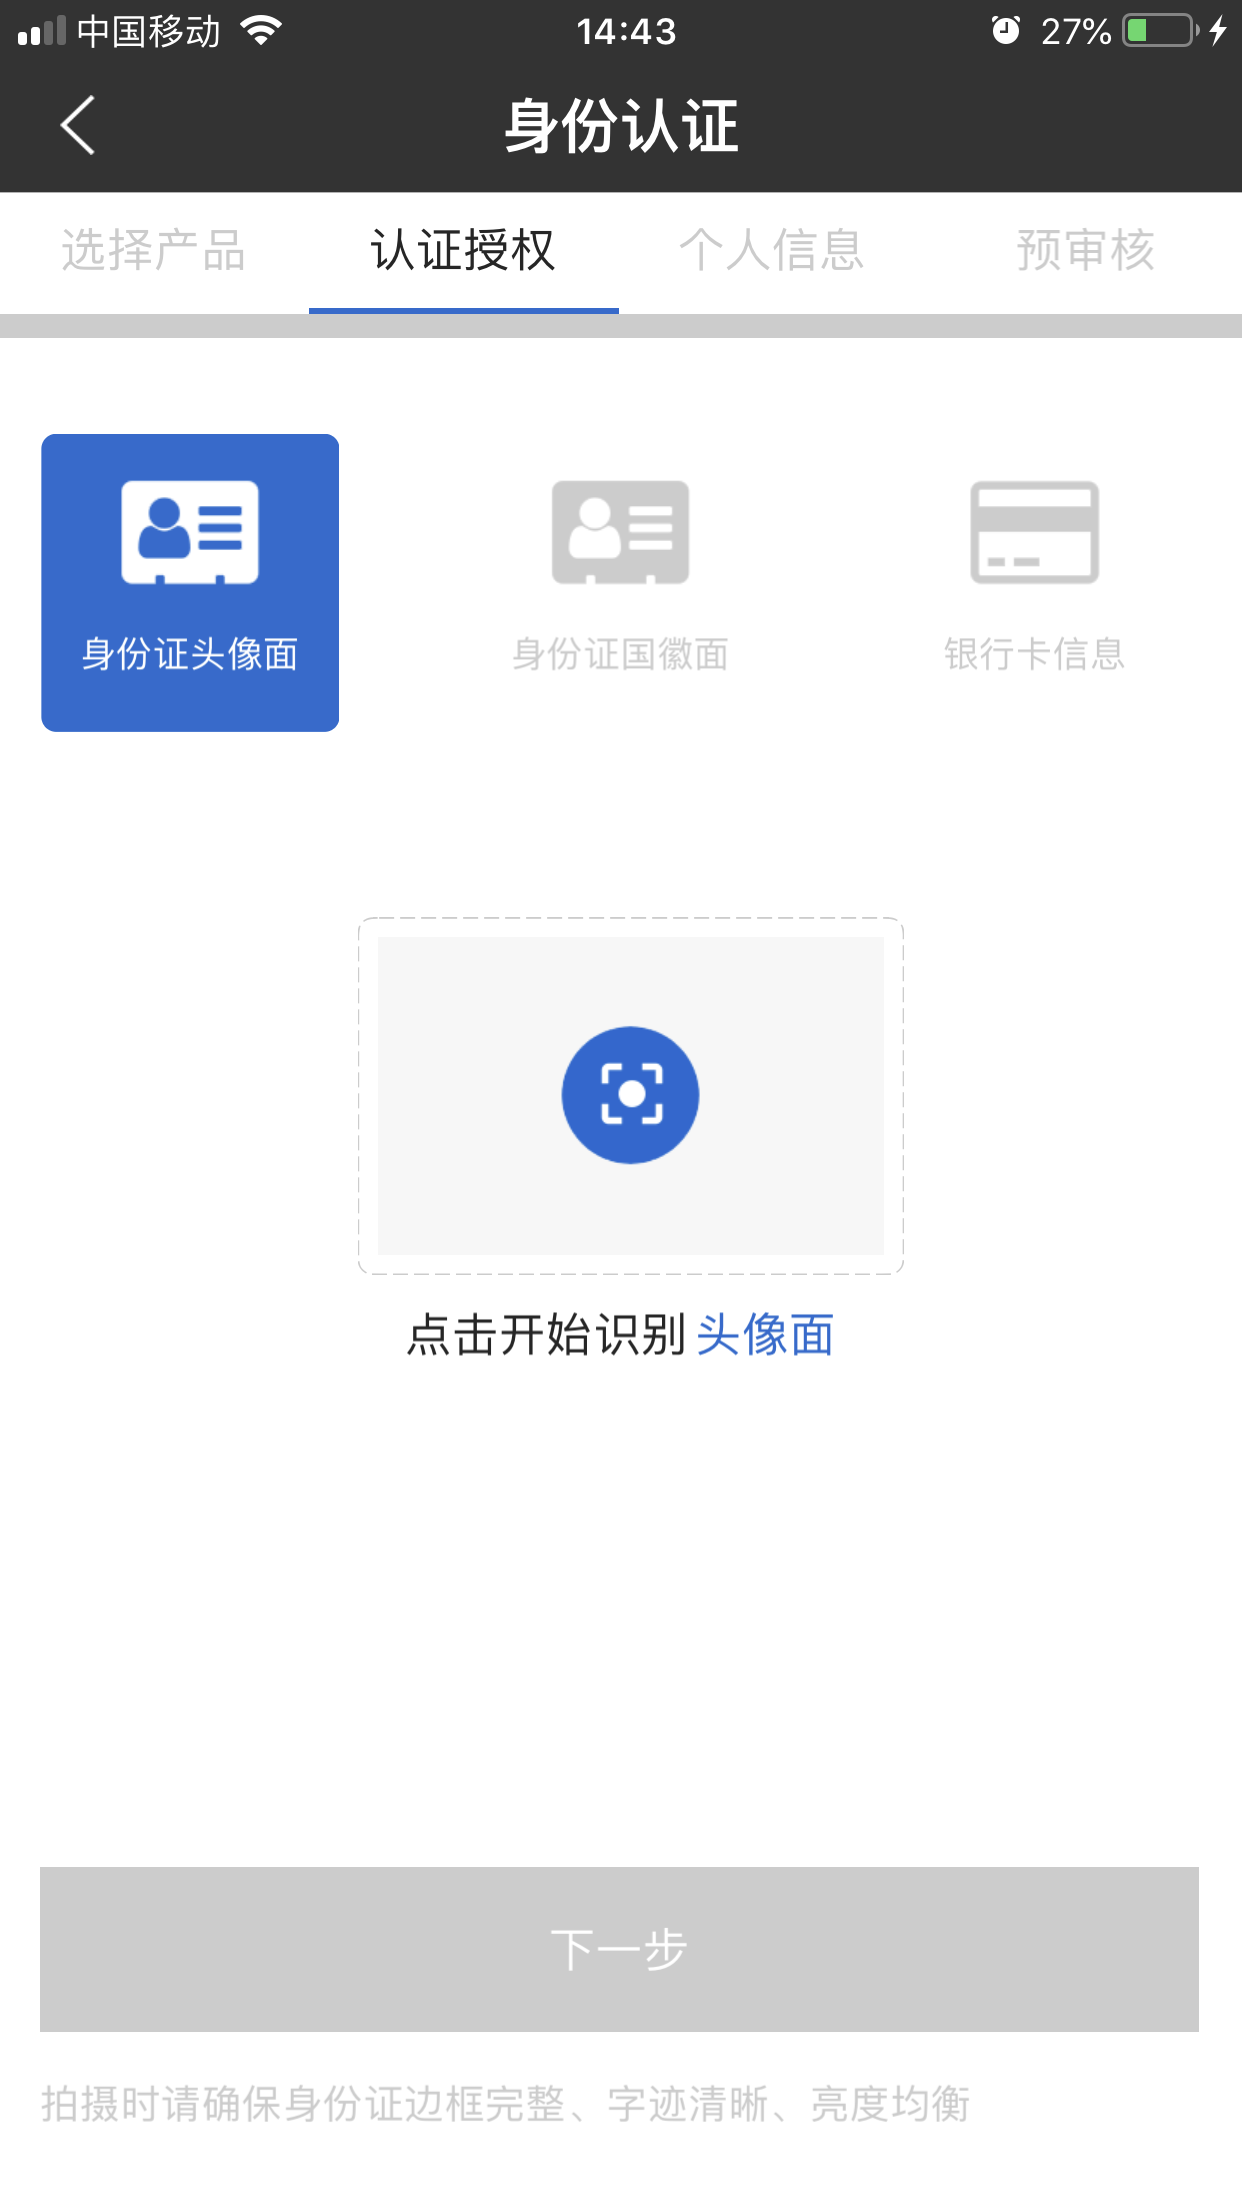 中国移动 14:43 27%
身份认证
选择产品 认证授权 个人信息 预审核
身份证头像面 身份证国徽面 银行卡信息
点击开始识别 头像面
下一步
拍摄时请确保身份证边框完整、字迹清晰、亮度均衡